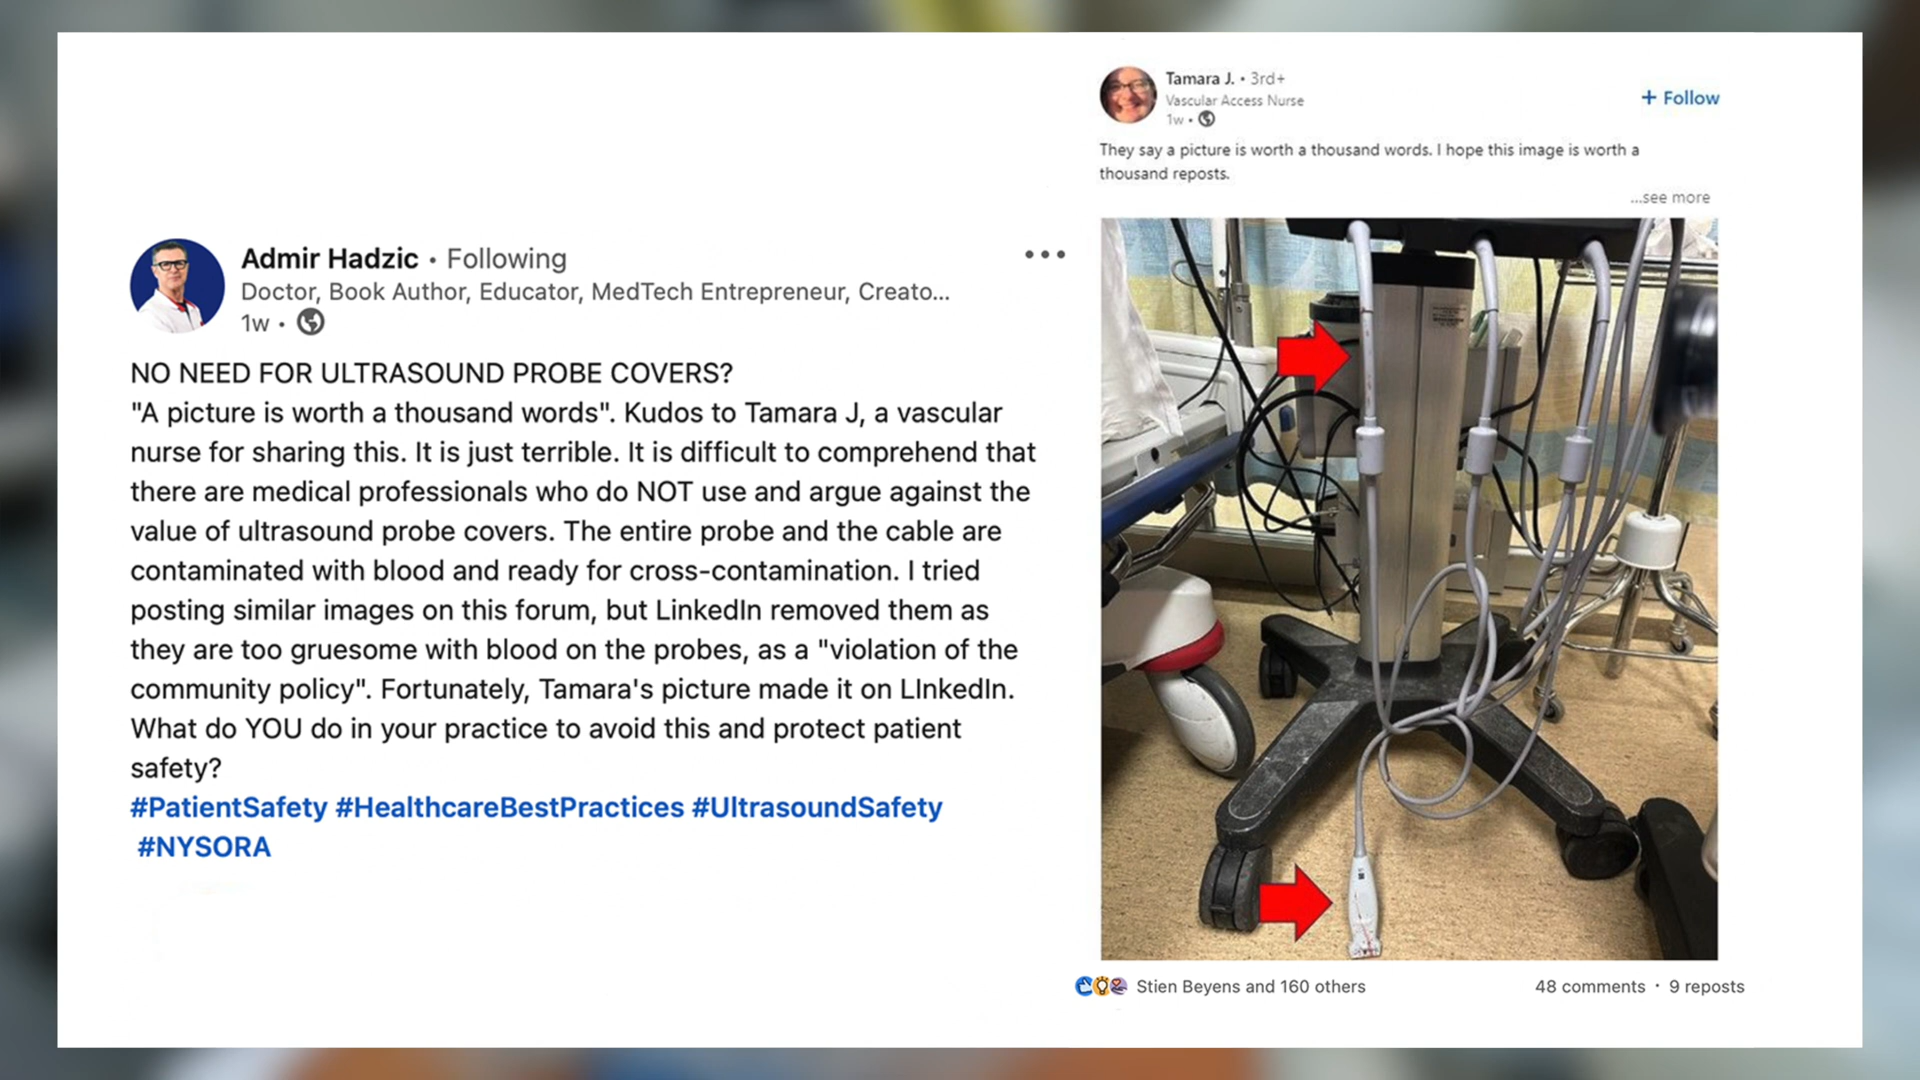 Admir Hadzic • Following
Doctor, Book Author, Educator, MedTech Entrepreneur, Creato...
1w •
NO NEED FOR ULTRASOUND PROBE COVERS?
"A picture is worth a thousand words". Kudos to Tamara J, a vascular
nurse for sharing this. It is just terrible. It is difficult to comprehend that
there are medical professionals who do NOT use and argue against the
value of ultrasound probe covers. The entire probe and the cable are
contaminated with blood and ready for cross-contamination. I tried
posting similar images on this forum, but LinkedIn removed them as
they are too gruesome with blood on the probes, as a "violation of the
community policy". Fortunately, Tamara's picture made it on LInkedIn.
What do YOU do in your practice to avoid this and protect patient
safety?
#PatientSafety #HealthcareBestPractices #UltrasoundSafety
#NYSORA
Tamara J. • 3rd+
Vascular Access Nurse
1w •
+ Follow
They say a picture is worth a thousand words. I hope this image is worth a
thousand reposts.
...see more
Stien Beyens and 160 others
48 comments · 9 reposts